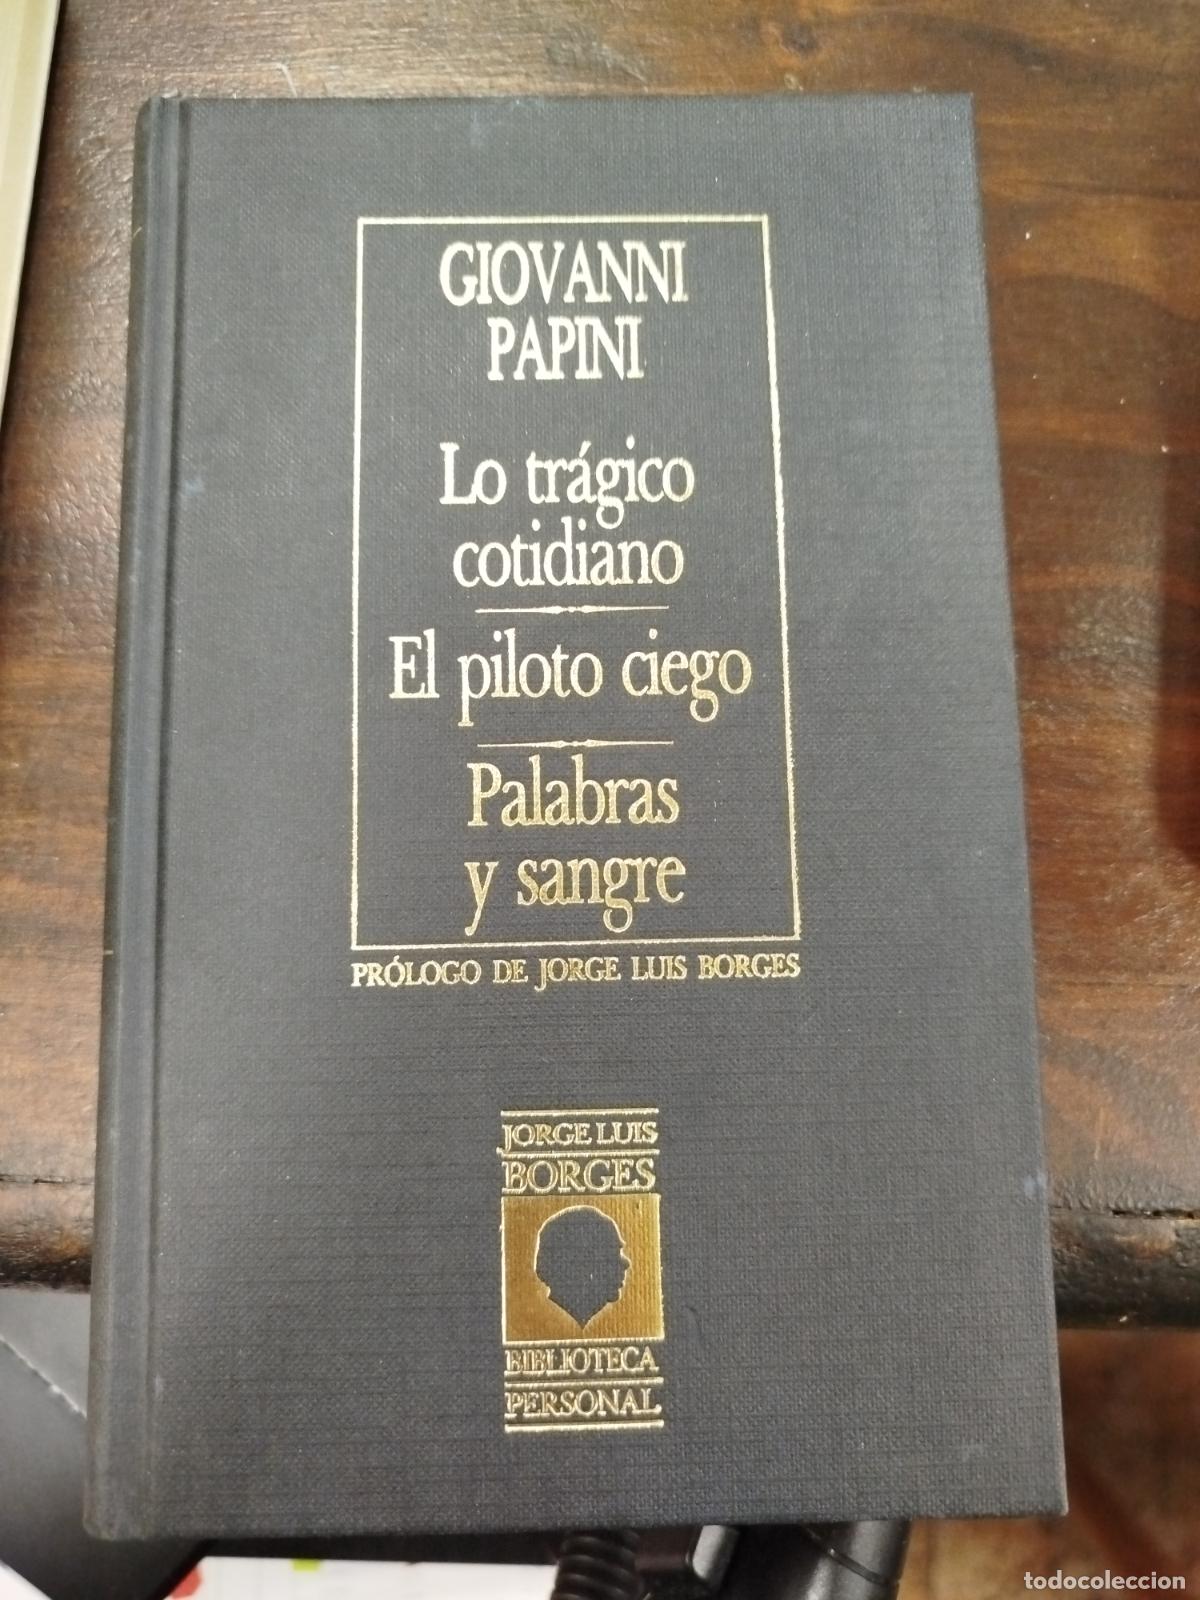 GIOVANNI
PAPINI
Lo trágico
cotidiano
El piloto ciego
Palabras
y sangre
PRÓLOGO DE JORGE LUIS BORGES
JORGE LUIS
BORGES
BIBLIOTECA
PERSONAL
todocoleccion